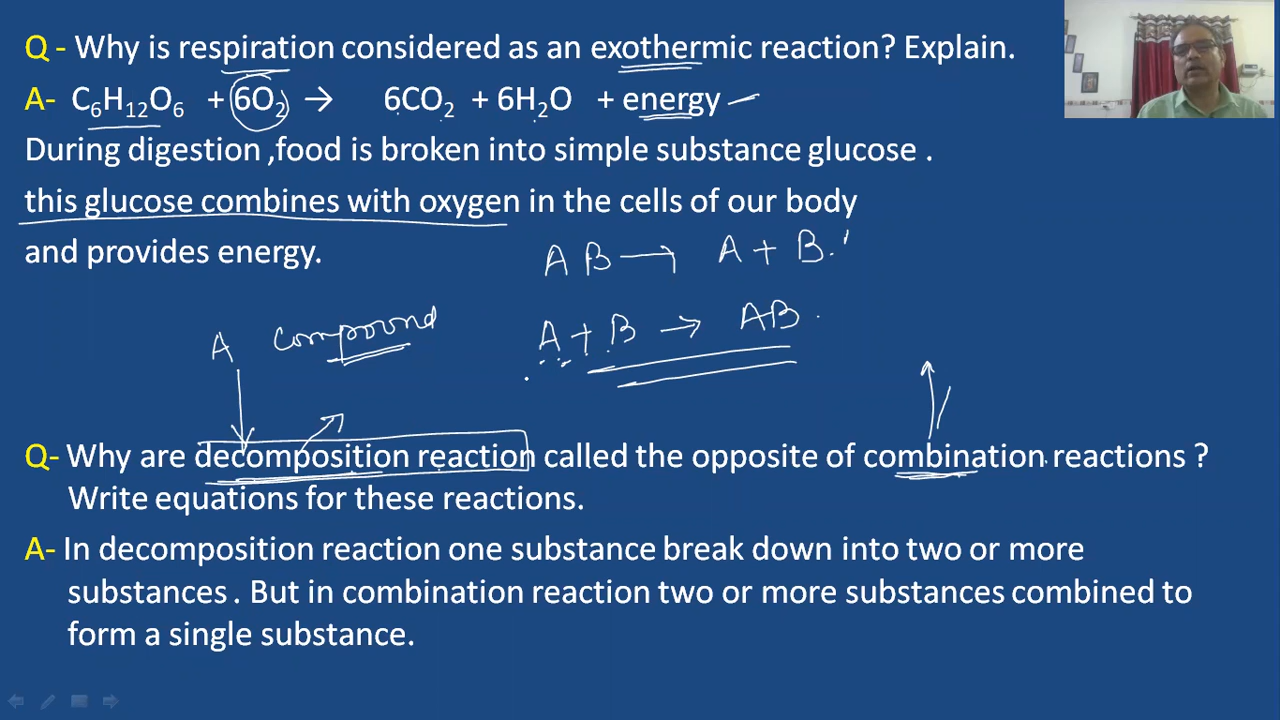 Q - Why is respiration considered as an exothermic reaction? Explain.
A- C₆H₁₂O₆ + 6O₂ → 6CO₂ + 6H₂O + energy
During digestion ,food is broken into simple substance glucose .
this glucose combines with oxygen in the cells of our body
and provides energy.
A B → A + B
A + B → AB
A Compound
Q- Why are decomposition reaction called the opposite of combination reactions ?
Write equations for these reactions.
A- In decomposition reaction one substance break down into two or more
substances . But in combination reaction two or more substances combined to
form a single substance.